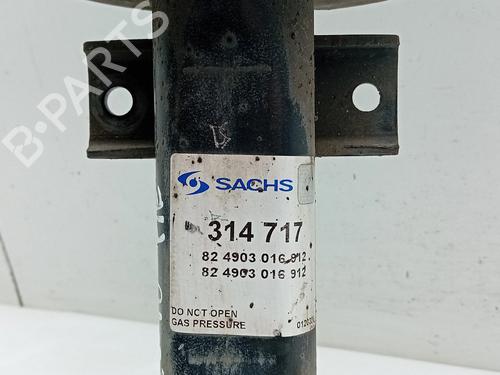 B-PARTS
SACHS
314 717
82 4903 016 912
82 4903 016 912
DO NOT OPEN
GAS PRESSURE